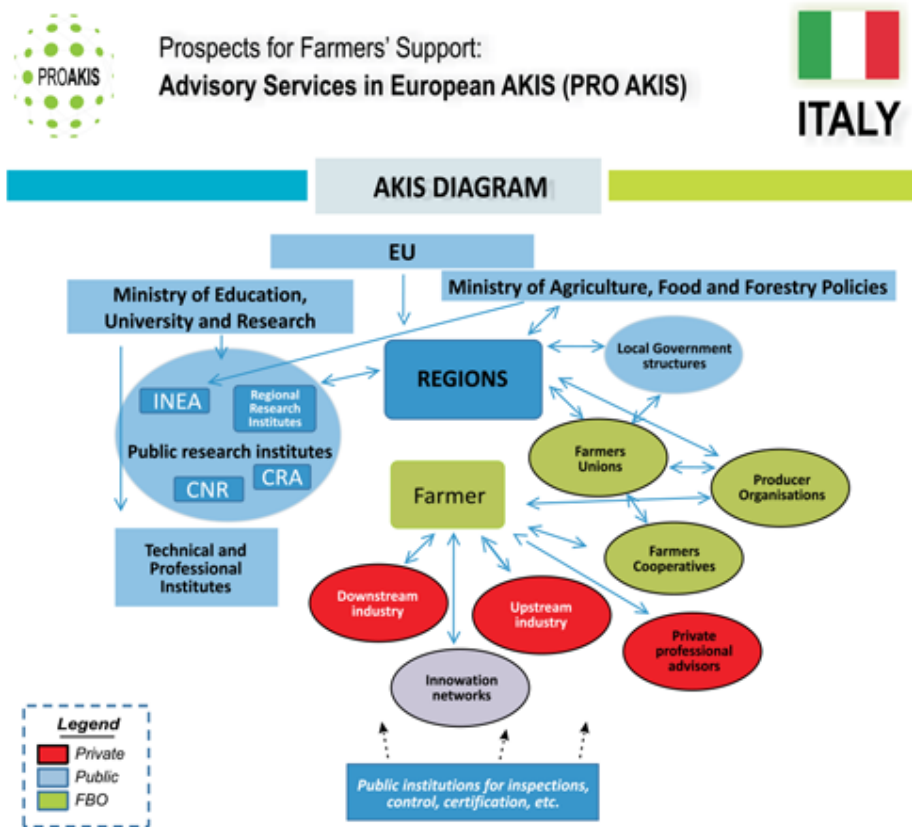 PROAKIS
Prospects for Farmers' Support:
Advisory Services in European AKIS (PRO AKIS)
ITALY
AKIS DIAGRAM
EU
Ministry of Education,
University and Research
Ministry of Agriculture, Food and Forestry Policies
REGIONS
Local Government
structures
INEA
Regional
Research
Institutes
Public research institutes
CNR
CRA
Farmers
Unions
Producer
Organisations
Farmer
Technical and
Professional
Institutes
Farmers
Cooperatives
Downstream
industry
Upstream
industry
Private
professional
advisors
Innowation
networks
Legend
Private
Public
FBO
Public institutions for inspections,
control, certification, etc.